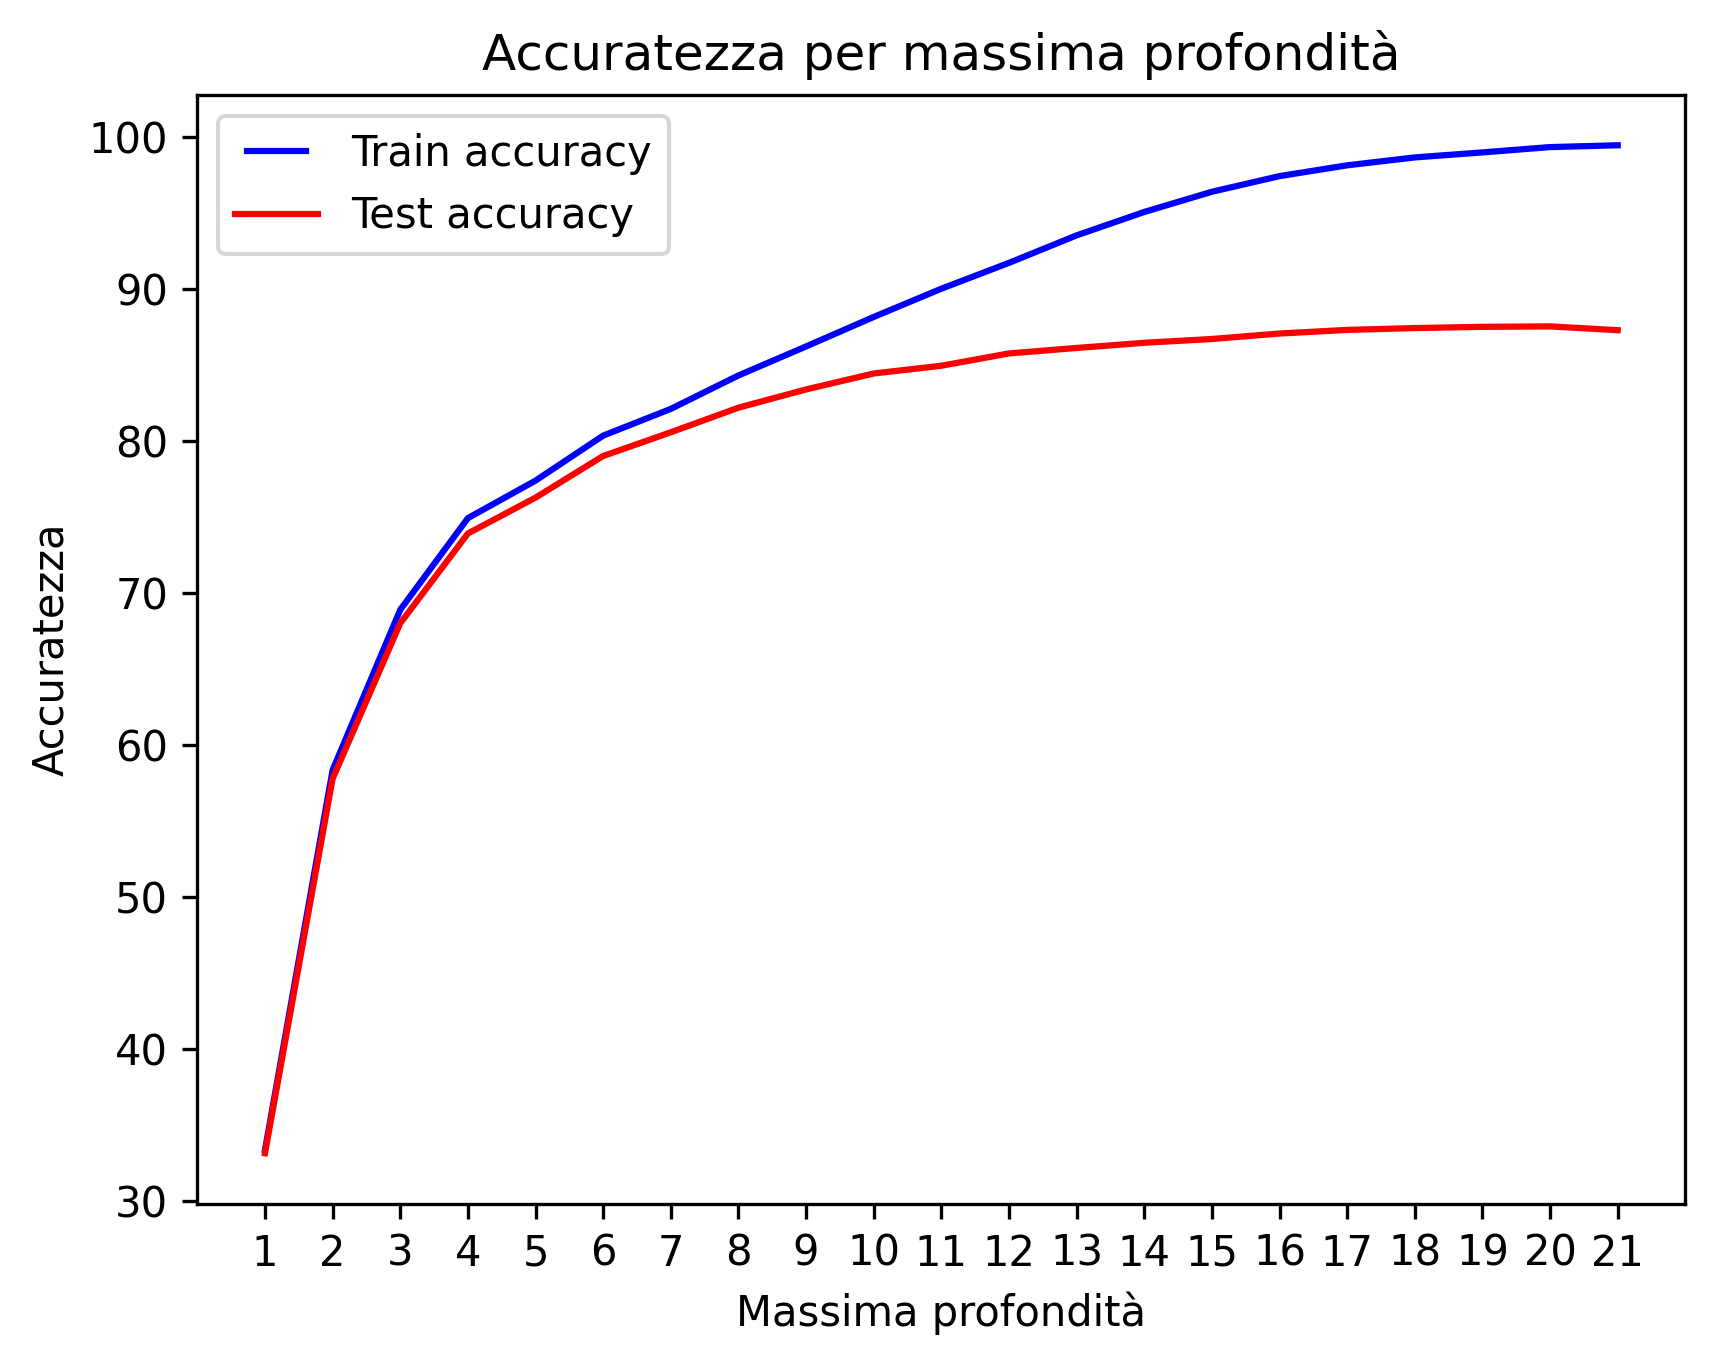 Accuratezza per massima profondità
Train accuracy
Test accuracy
100
90
80
70
60
50
40
30
Accuratezza
1 2 3 4 5 6 7 8 9 10 11 12 13 14 15 16 17 18 19 20 21
Massima profondità